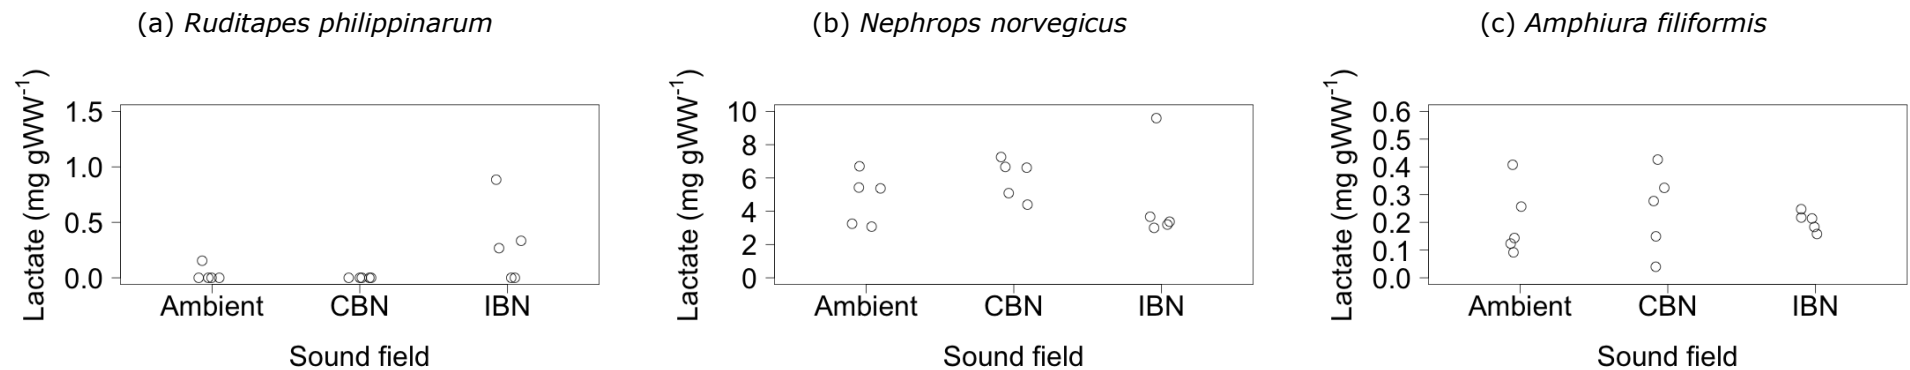 (a) Ruditapes philippinarum
Lactate (mg gWW-1)
1.5
1.0
0.5
0.0
Ambient CBN IBN
Sound field
(b) Nephrops norvegicus
Lactate (mg gWW-1)
10
8
6
4
2
0
Ambient CBN IBN
Sound field
(c) Amphiura filiformis
Lactate (mg gWW-1)
0.6
0.5
0.4
0.3
0.2
0.1
0.0
Ambient CBN IBN
Sound field